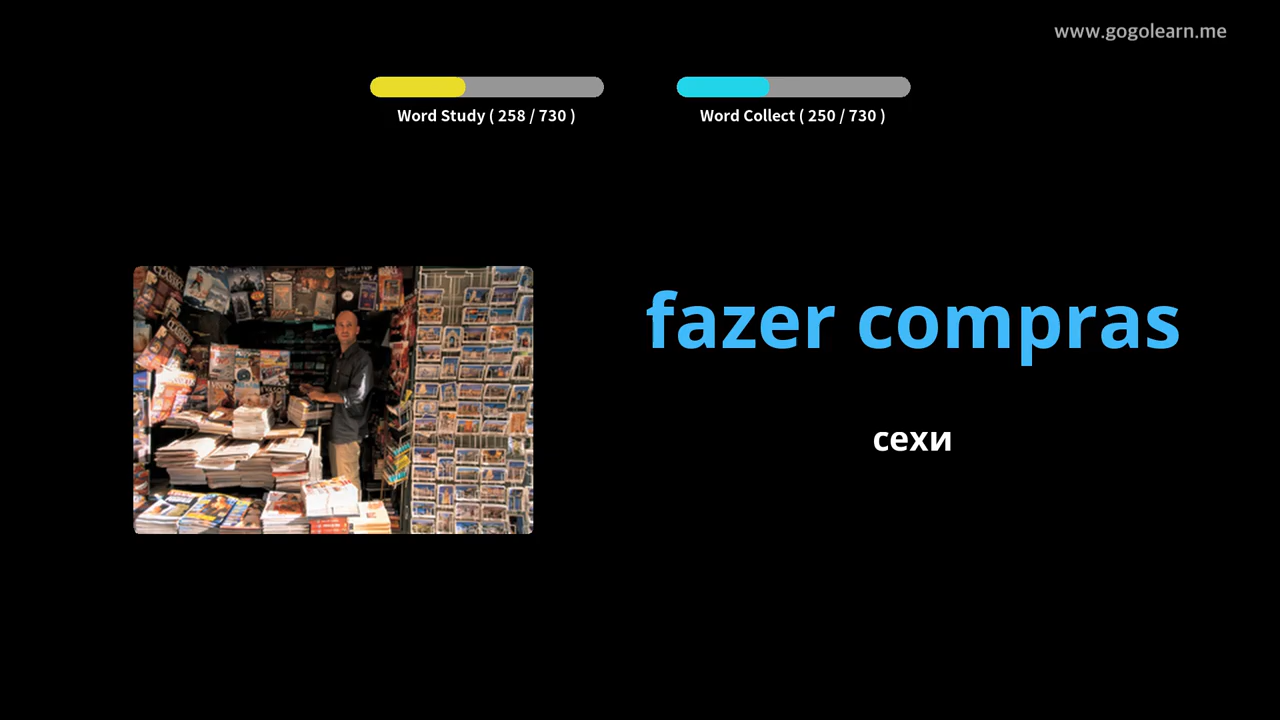 www.gogolearn.me
Word Study ( 258 / 730 )
Word Collect ( 250 / 730 )
fazer compras
сехи